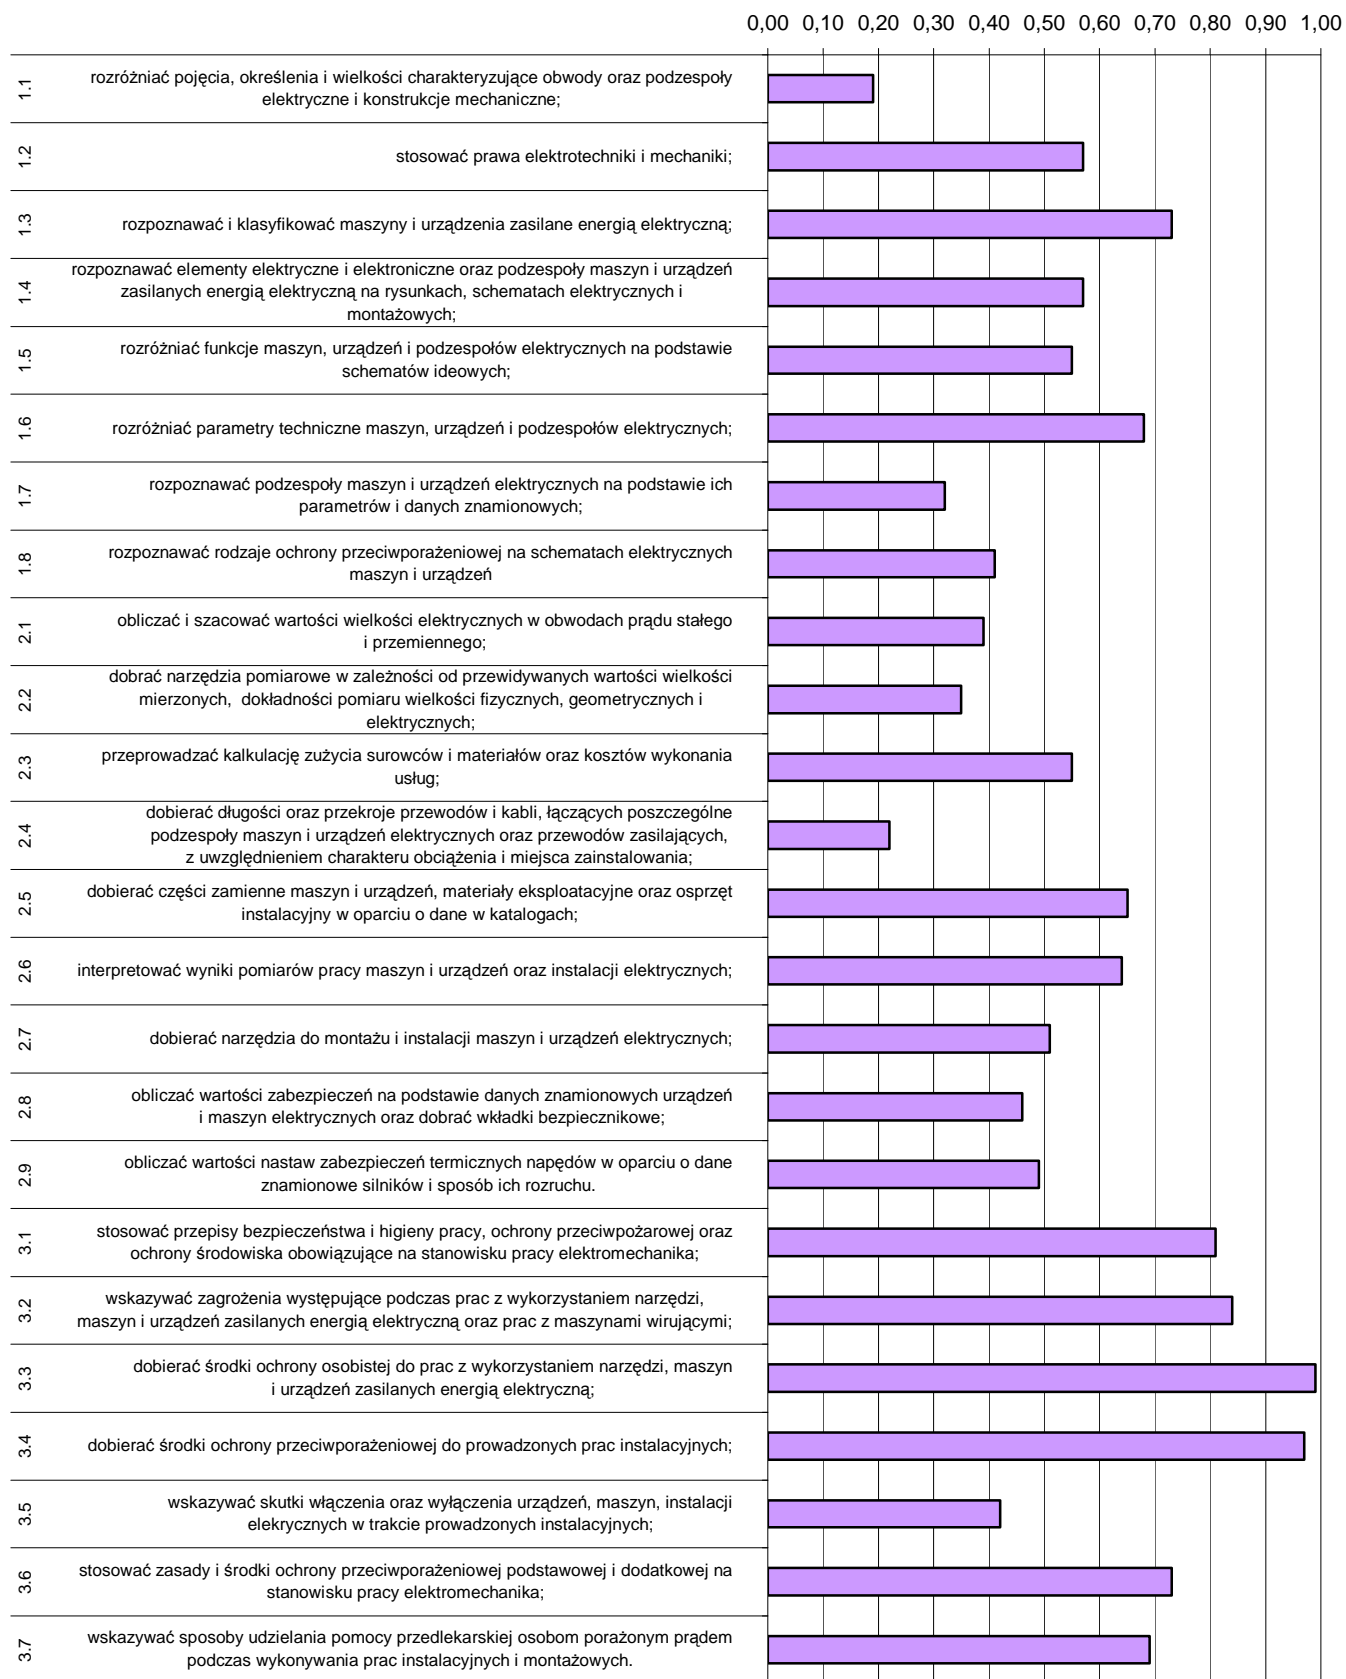 0,00 0,10 0,20 0,30 0,40 0,50 0,60 0,70 0,80 0,90 1,00
1.1
rozróżniać pojęcia, określenia i wielkości charakteryzujące obwody oraz podzespoły
elektryczne i konstrukcje mechaniczne;
1.2
stosować prawa elektrotechniki i mechaniki;
1.3
rozpoznawać i klasyfikować maszyny i urządzenia zasilane energią elektryczną;
1.4
rozpoznawać elementy elektryczne i elektroniczne oraz podzespoły maszyn i urządzeń
zasilanych energią elektryczną na rysunkach, schematach elektrycznych i
montażowych;
1.5
rozróżniać funkcje maszyn, urządzeń i podzespołów elektrycznych na podstawie
schematów ideowych;
1.6
rozróżniać parametry techniczne maszyn, urządzeń i podzespołów elektrycznych;
1.7
rozpoznawać podzespoły maszyn i urządzeń elektrycznych na podstawie ich
parametrów i danych znamionowych;
1.8
rozpoznawać rodzaje ochrony przeciwporażeniowej na schematach elektrycznych
maszyn i urządzeń
2.1
obliczać i szacować wartości wielkości elektrycznych w obwodach prądu stałego
i przemiennego;
2.2
dobrać narzędzia pomiarowe w zależności od przewidywanych wartości wielkości
mierzonych, dokładności pomiaru wielkości fizycznych, geometrycznych i
elektrycznych;
2.3
przeprowadzać kalkulację zużycia surowców i materiałów oraz kosztów wykonania
usług;
2.4
dobierać długości oraz przekroje przewodów i kabli, łączących poszczególne
podzespoły maszyn i urządzeń elektrycznych oraz przewodów zasilających,
z uwzględnieniem charakteru obciążenia i miejsca zainstalowania;
2.5
dobierać części zamienne maszyn i urządzeń, materiały eksploatacyjne oraz osprzęt
instalacyjny w oparciu o dane w katalogach;
2.6
interpretować wyniki pomiarów pracy maszyn i urządzeń oraz instalacji elektrycznych;
2.7
dobierać narzędzia do montażu i instalacji maszyn i urządzeń elektrycznych;
2.8
obliczać wartości zabezpieczeń na podstawie danych znamionowych urządzeń
i maszyn elektrycznych oraz dobrać wkładki bezpiecznikowe;
2.9
obliczać wartości nastaw zabezpieczeń termicznych napędów w oparciu o dane
znamionowe silników i sposób ich rozruchu.
3.1
stosować przepisy bezpieczeństwa i higieny pracy, ochrony przeciwpożarowej oraz
ochrony środowiska obowiązujące na stanowisku pracy elektromechanika;
3.2
wskazywać zagrożenia występujące podczas prac z wykorzystaniem narzędzi,
maszyn i urządzeń zasilanych energią elektryczną oraz prac z maszynami wirującymi;
3.3
dobierać środki ochrony osobistej do prac z wykorzystaniem narzędzi, maszyn
i urządzeń zasilanych energią elektryczną;
3.4
dobierać środki ochrony przeciwporażeniowej do prowadzonych prac instalacyjnych;
3.5
wskazywać skutki włączenia oraz wyłączenia urządzeń, maszyn, instalacji
elekrycznych w trakcie prowadzonych instalacyjnych;
3.6
stosować zasady i środki ochrony przeciwporażeniowej podstawowej i dodatkowej na
stanowisku pracy elektromechanika;
3.7
wskazywać sposoby udzielania pomocy przedlekarskiej osobom porażonym prądem
podczas wykonywania prac instalacyjnych i montażowych.